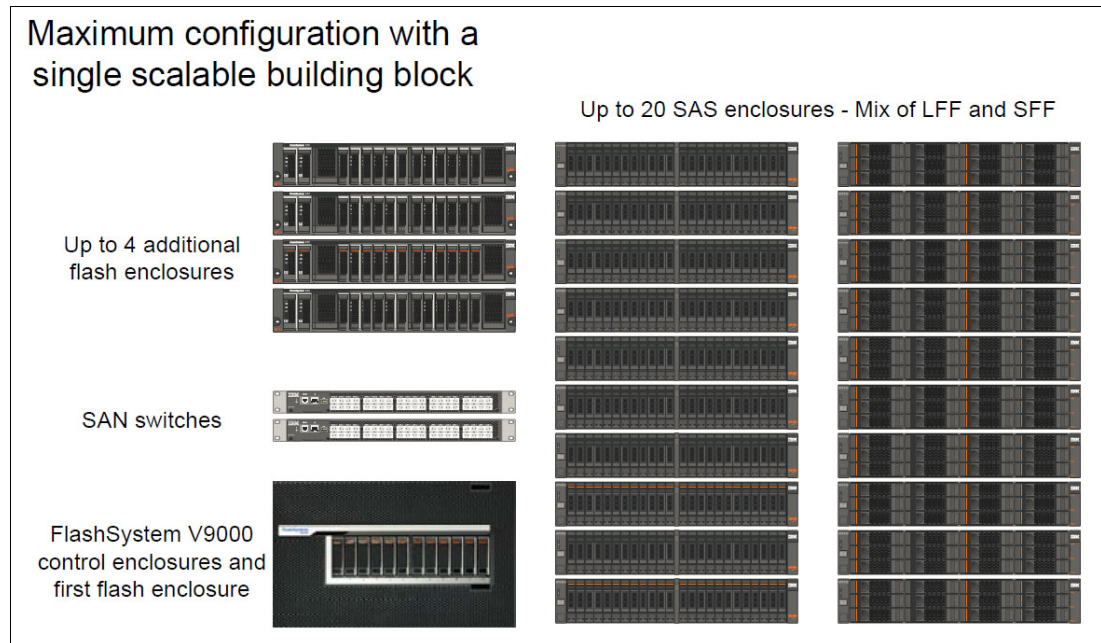 Maximum configuration with a
single scalable building block
Up to 20 SAS enclosures - Mix of LFF and SFF
Up to 4 additional
flash enclosures
SAN switches
FlashSystem V9000
control enclosures and
first flash enclosure